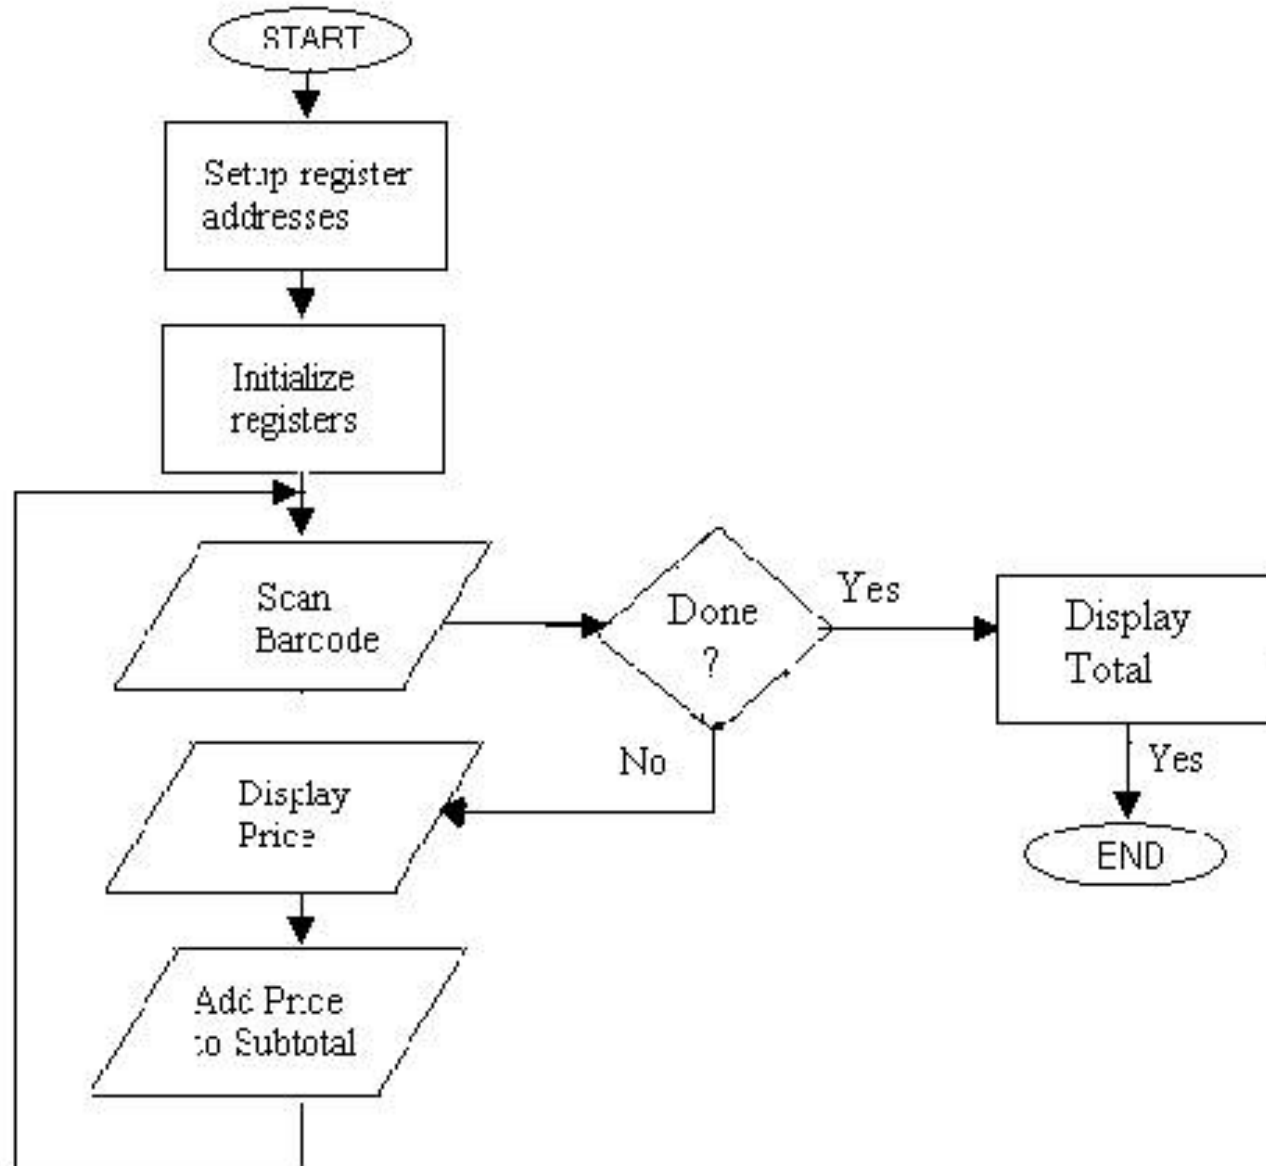 START
Setup register
addresses
Initialize
registers
Scan
Barcode
Done
?
Yes
Display
Total
No
Yes
Display
Price
END
Add Price
to Subtotal